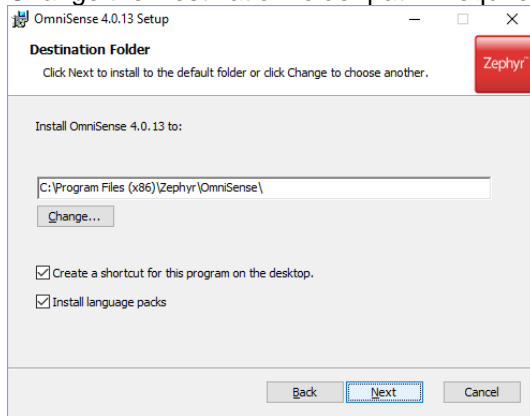 OmniSense 4.0.13 Setup
Destination Folder
Click Next to install to the default folder or click Change to choose another.
Zephyr™
Install OmniSense 4.0.13 to:
C:\Program Files (x86)\Zephyr\OmniSense\
Change...
Create a shortcut for this program on the desktop.
Install language packs
Back Next Cancel